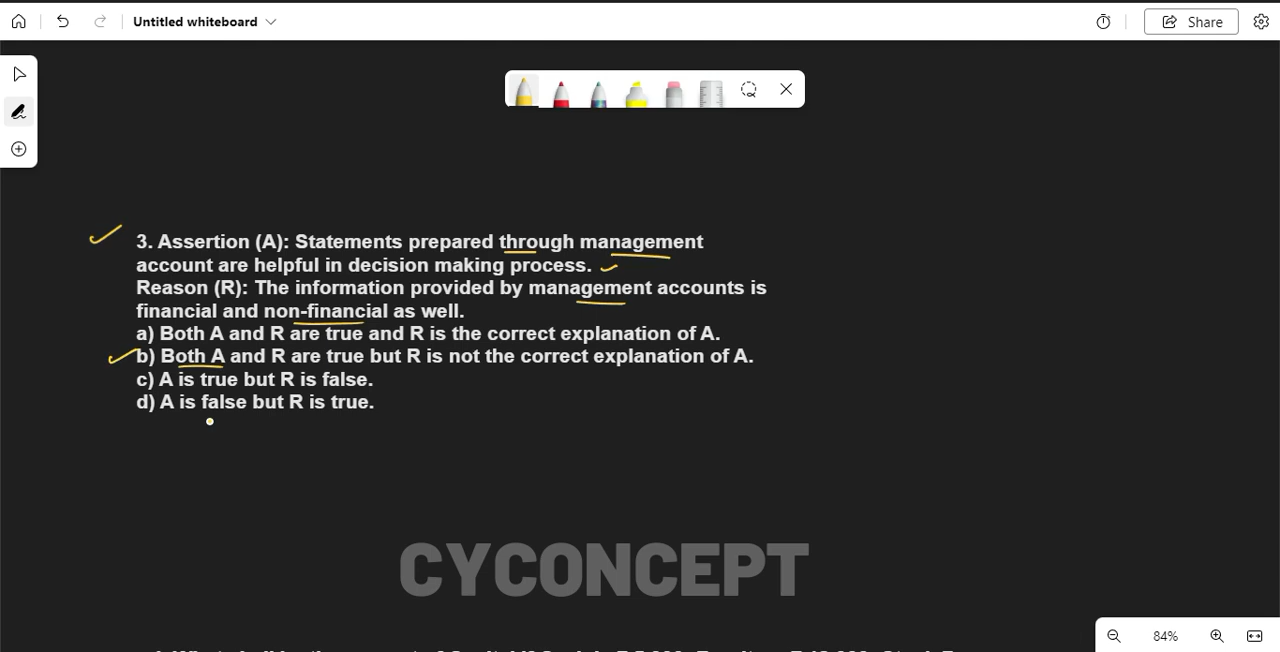 Untitled whiteboard
Share
3. Assertion (A): Statements prepared through management
account are helpful in decision making process.
Reason (R): The information provided by management accounts is
financial and non-financial as well.
a) Both A and R are true and R is the correct explanation of A.
b) Both A and R are true but R is not the correct explanation of A.
c) A is true but R is false.
d) A is false but R is true.
CYCONCEPT
84%